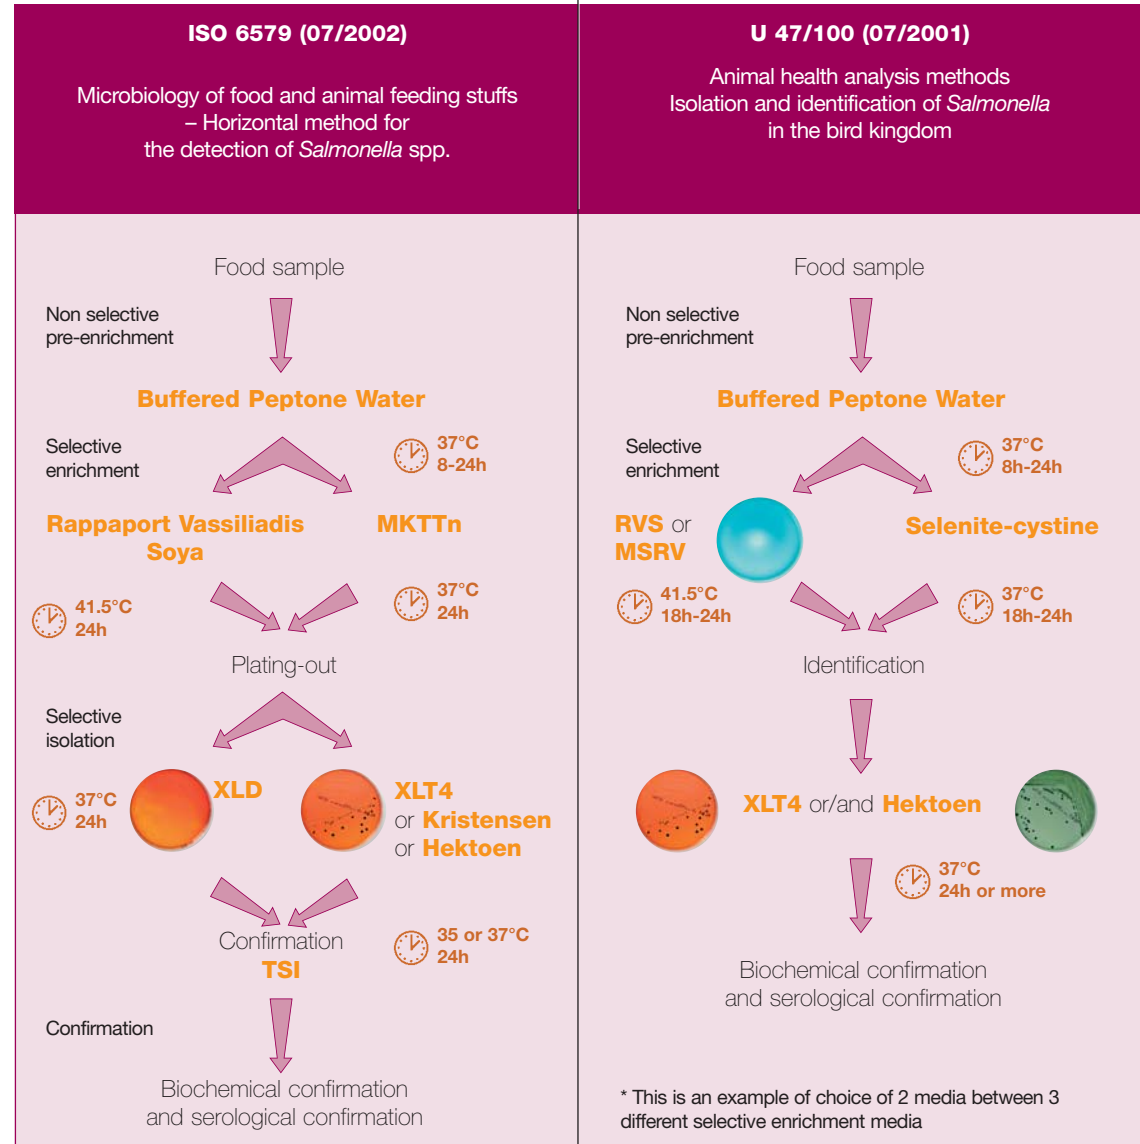 ISO 6579 (07/2002)
Microbiology of food and animal feeding stuffs
– Horizontal method for
the detection of Salmonella spp.
Food sample
Non selective
pre-enrichment
Buffered Peptone Water
Selective
enrichment
37°C
8-24h
Rappaport Vassiliadis
Soya
MKTTn
41.5°C
24h
37°C
24h
Plating-out
Selective
isolation
37°C
24h
XLD
XLT4
or Kristensen
or Hektoen
Confirmation
TSI
35 or 37°C
24h
Confirmation
Biochemical confirmation
and serological confirmation
U 47/100 (07/2001)
Animal health analysis methods
Isolation and identification of Salmonella
in the bird kingdom
Food sample
Non selective
pre-enrichment
Buffered Peptone Water
Selective
enrichment
37°C
8h-24h
RVS or
MSRV
Selenite-cystine
41.5°C
18h-24h
37°C
18h-24h
Identification
XLT4 or/and Hektoen
37°C
24h or more
Biochemical confirmation
and serological confirmation
* This is an example of choice of 2 media between 3
different selective enrichment media